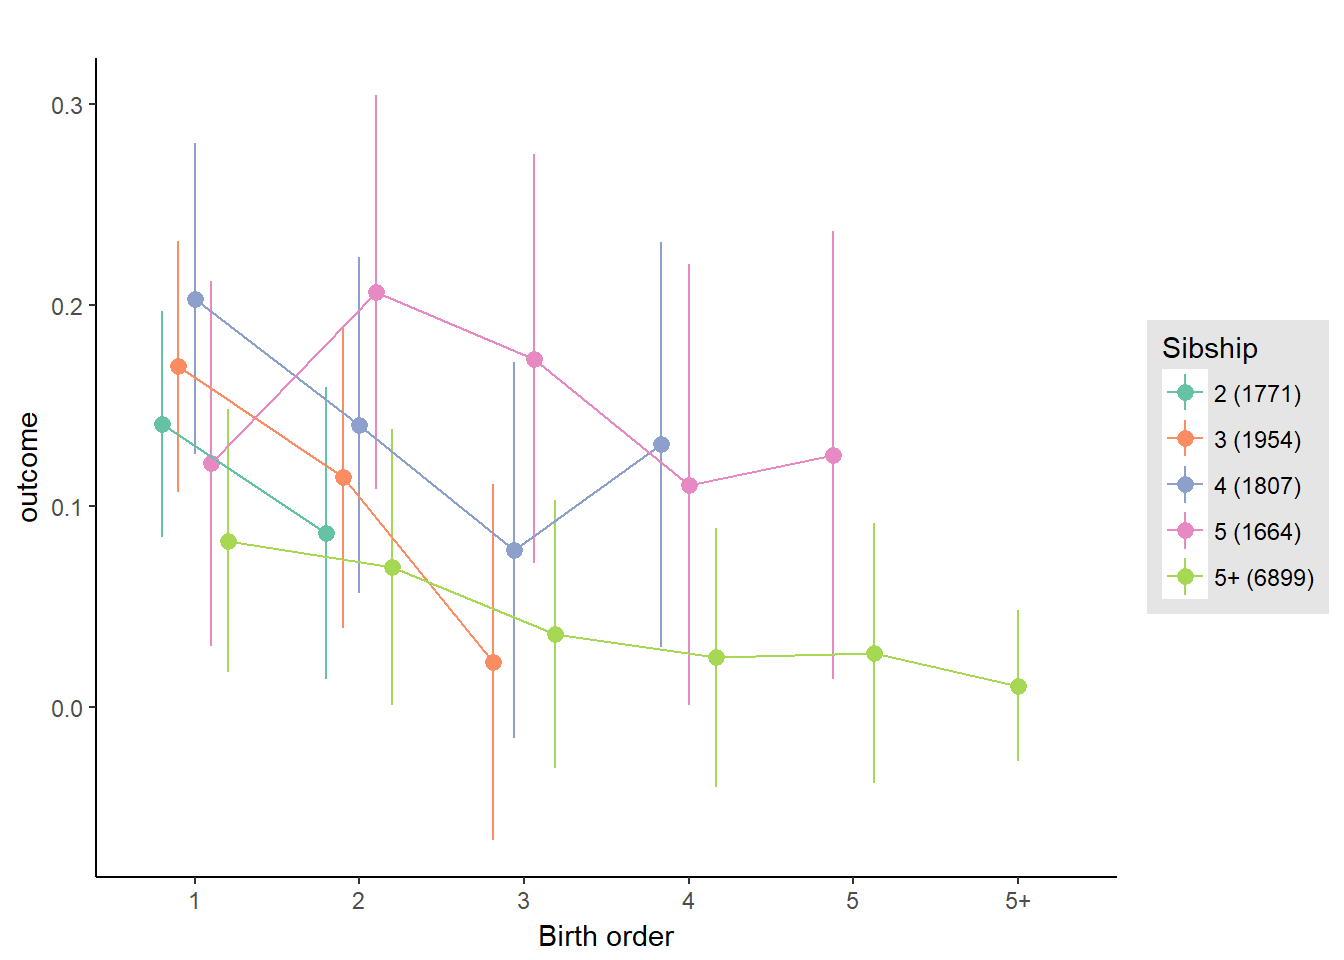 0.3
0.2
0.1
0.0
outcome
1 2 3 4 5 5+
Birth order
Sibship
2 (1771)
3 (1954)
4 (1807)
5 (1664)
5+ (6899)